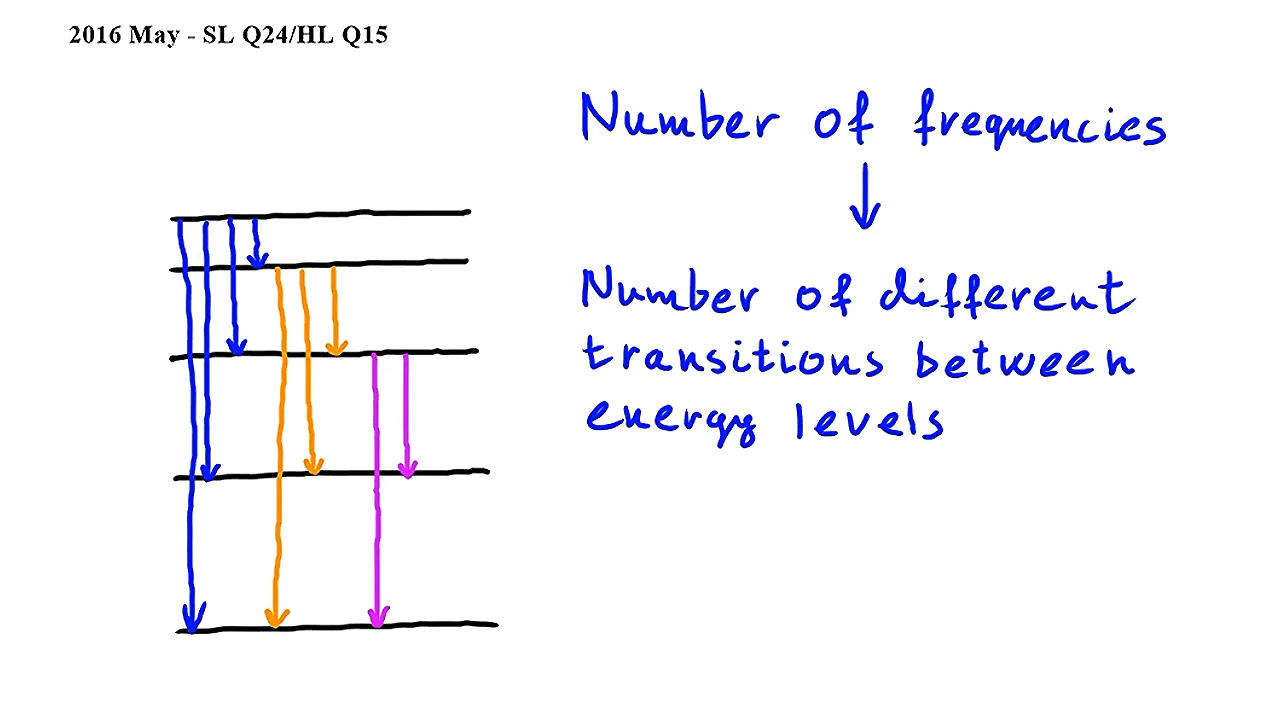 2016 May - SL Q24/HL Q15
Number of frequencies
Number of different
transitions between
energy levels